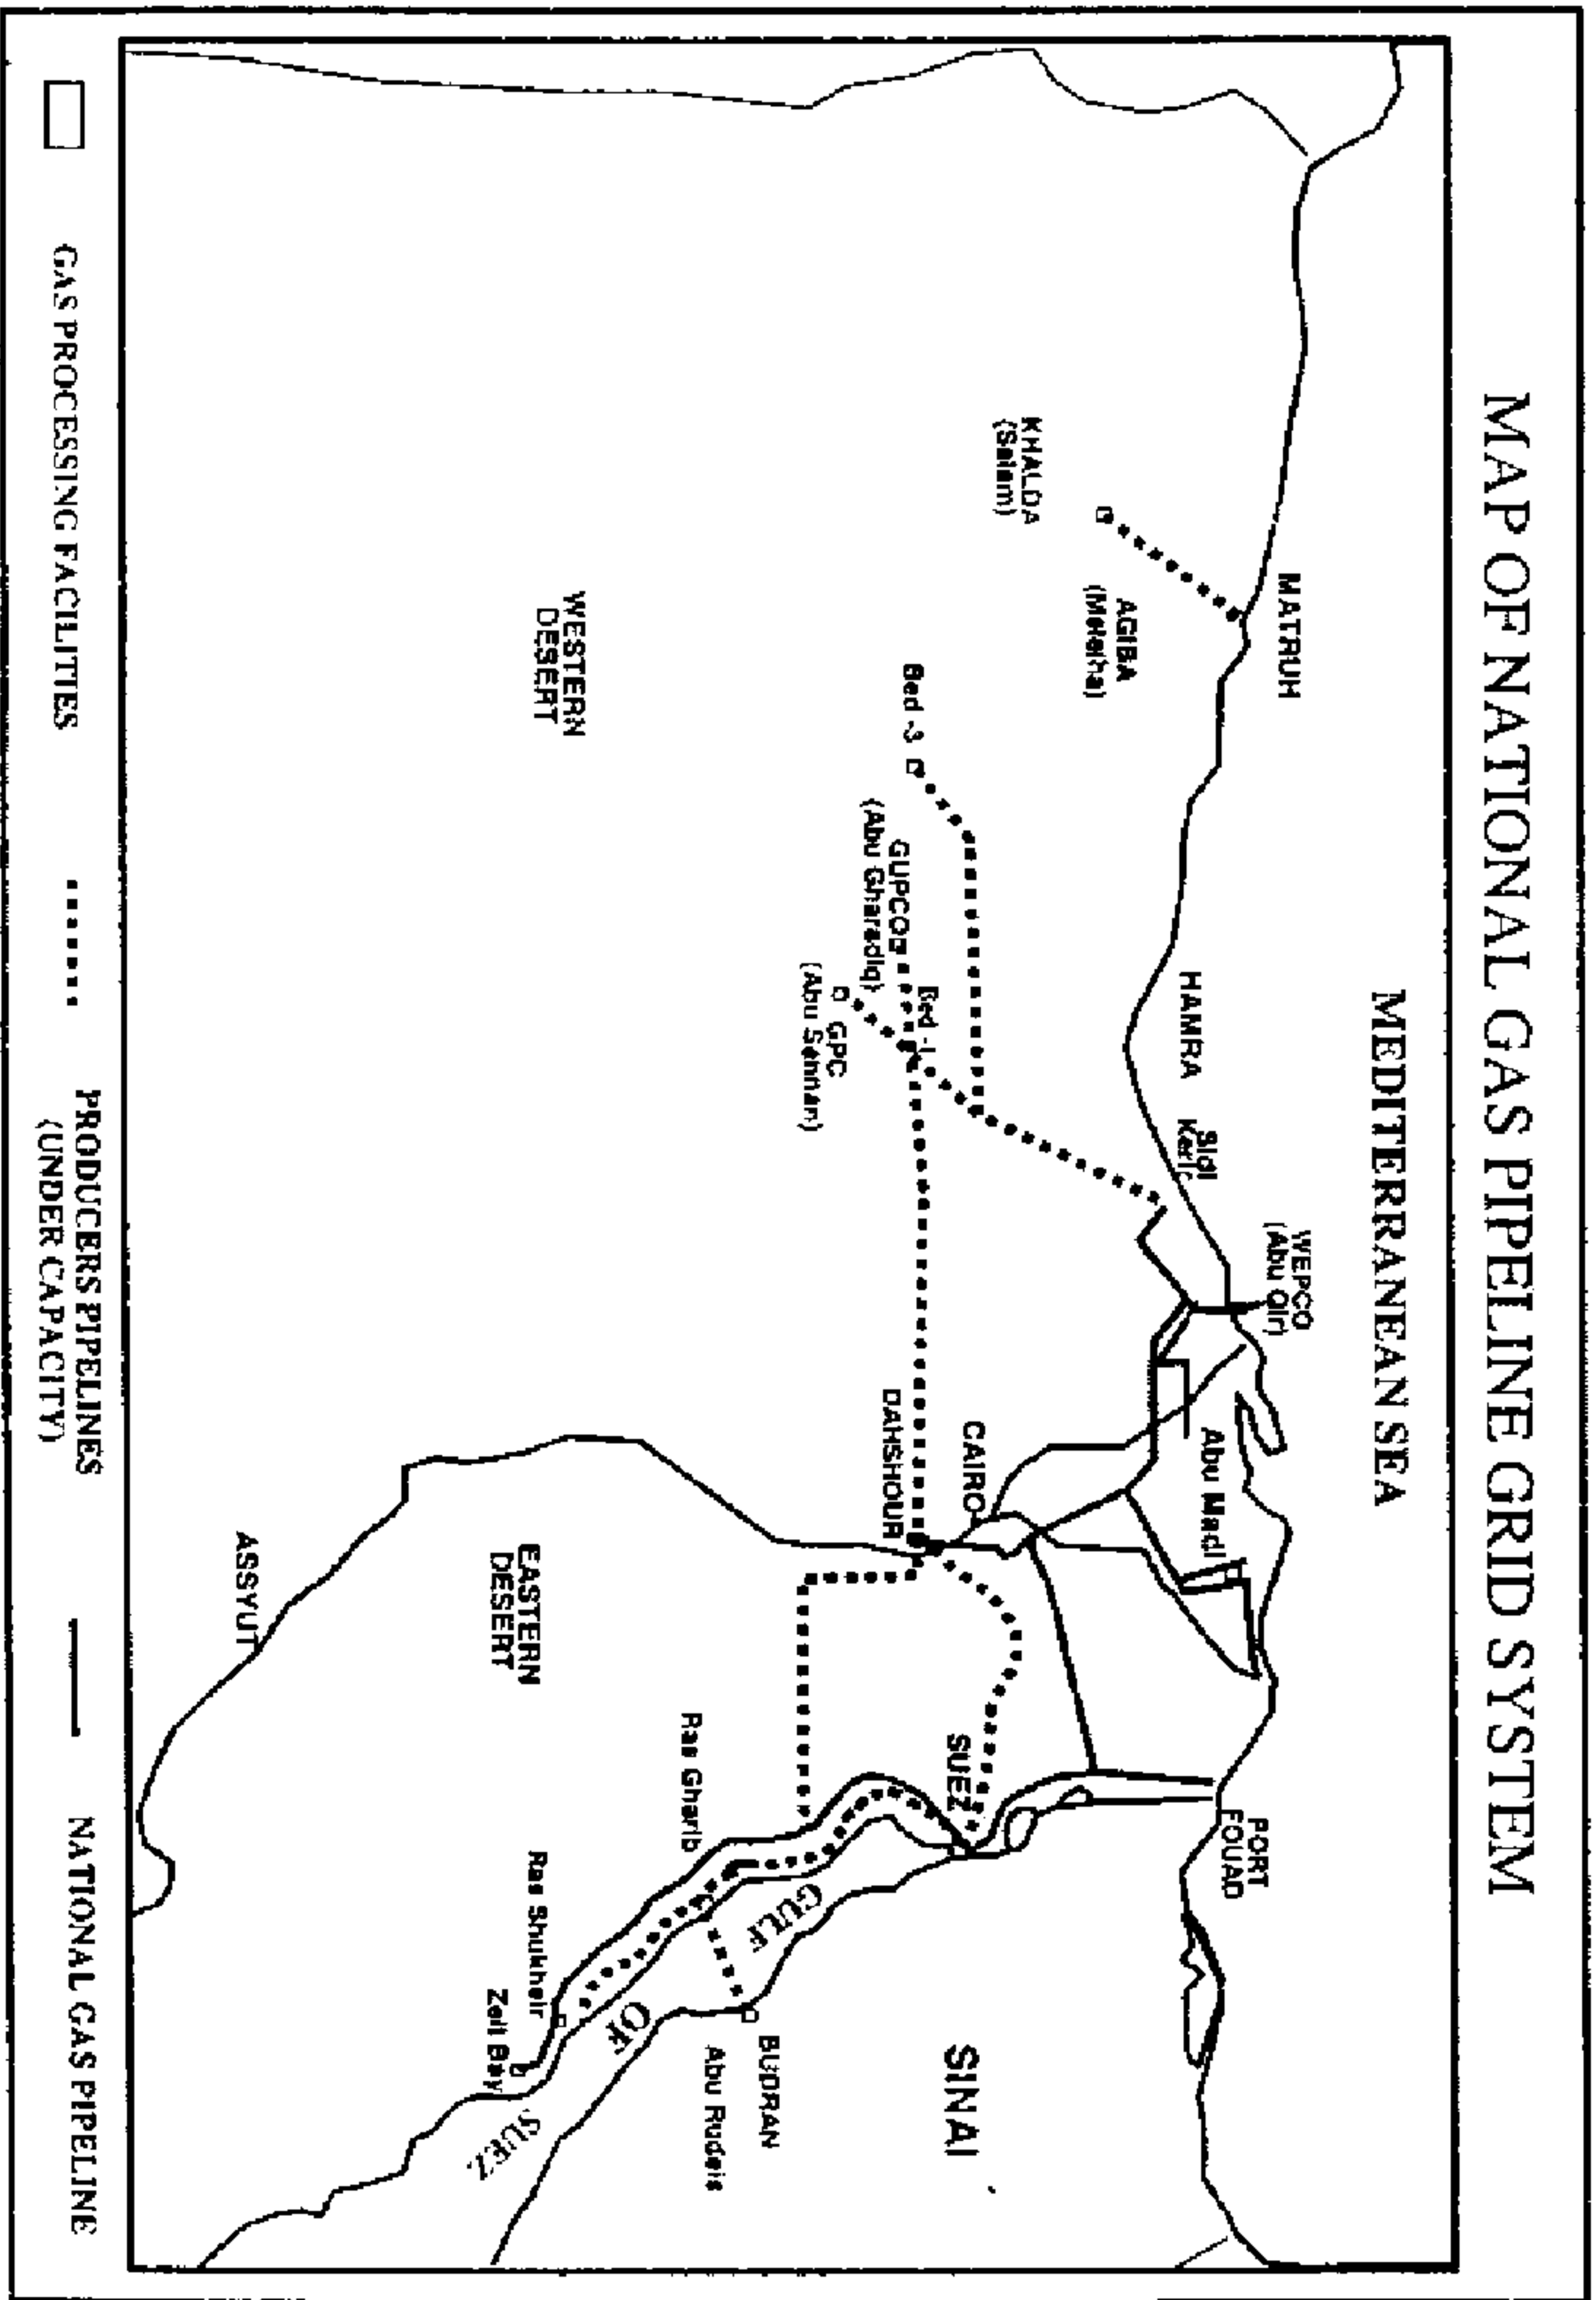 MAP OF NATIONAL GAS PIPELINE GRID SYSTEM
MEDITERRANEAN SEA
MATRUH
KHALDA
(Salam)
AGIBA
(Meleiha)
HAMRA
Sidi
Kerir
WEPCO
(Abu Qir)
Abu Madi
PORT
FOUAD
Bed -3
GUPCO
(Abu Gharadiq)
Bed-1
GPC
(Abu Sannan)
CAIRO
DAHSHOUR
SUEZ
SINAI
WESTERN
DESERT
EASTERN
DESERT
ASSYUT
Ras Gharib
Ras Shukheir
Zeit Bay
GULF
OF
SUEZ
BUDRAN
Abu Rudeis
GAS PROCESSING FACILITIES
PRODUCERS PIPELINES
(UNDER CAPACITY)
NATIONAL GAS PIPELINE